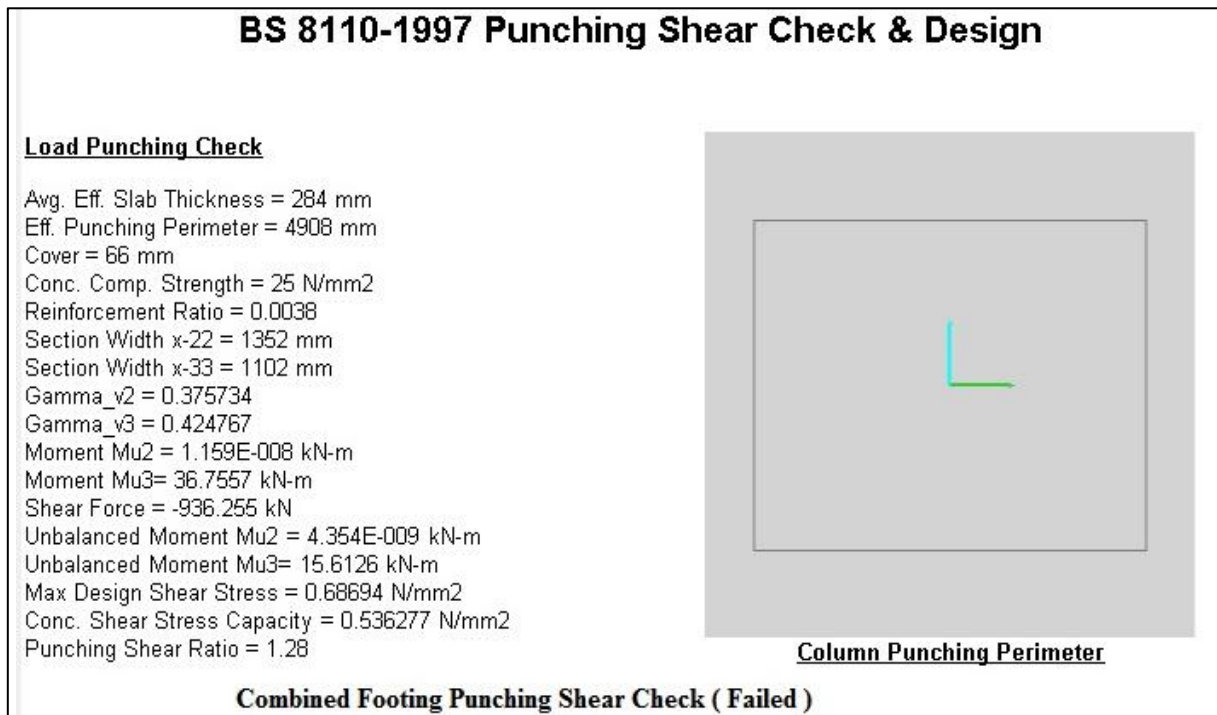 BS 8110-1997 Punching Shear Check & Design
Load Punching Check
Avg. Eff. Slab Thickness = 284 mm
Eff. Punching Perimeter = 4908 mm
Cover = 66 mm
Conc. Comp. Strength = 25 N/mm2
Reinforcement Ratio = 0.0038
Section Width x-22 = 1352 mm
Section Width x-33 = 1102 mm
Gamma_v2 = 0.375734
Gamma_v3 = 0.424767
Moment Mu2 = 1.159E-008 kN-m
Moment Mu3= 36.7557 kN-m
Shear Force = -936.255 kN
Unbalanced Moment Mu2 = 4.354E-009 kN-m
Unbalanced Moment Mu3= 15.6126 kN-m
Max Design Shear Stress = 0.68694 N/mm2
Conc. Shear Stress Capacity = 0.536277 N/mm2
Punching Shear Ratio = 1.28
Column Punching Perimeter
Combined Footing Punching Shear Check ( Failed )